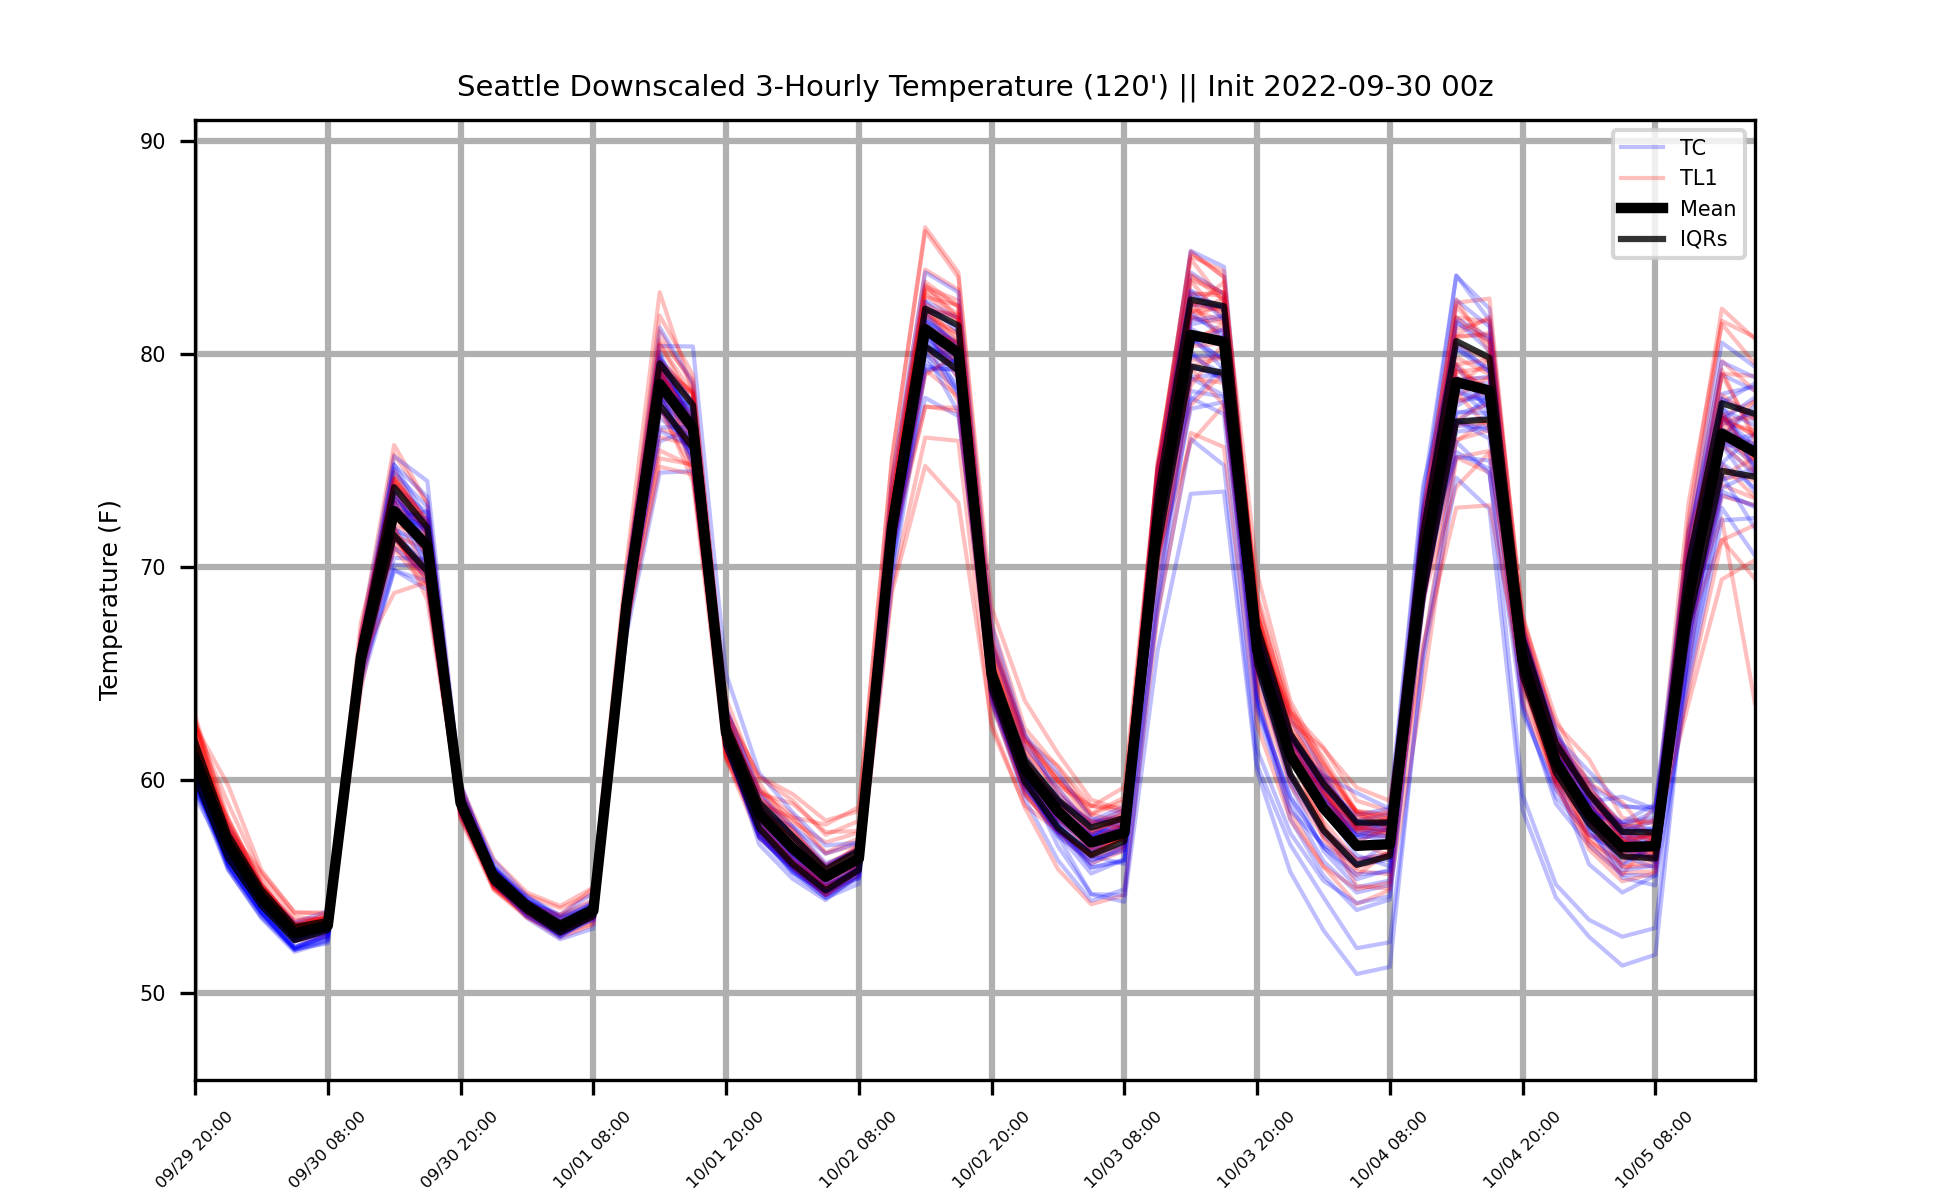 Seattle Downscaled 3-Hourly Temperature (120') || Init 2022-09-30 00z
90
80
70
60
50
Temperature (F)
TC
TL1
Mean
IQRs
09/29 20:00
09/30 08:00
09/30 20:00
10/01 08:00
10/01 20:00
10/02 08:00
10/02 20:00
10/03 08:00
10/03 20:00
10/04 08:00
10/04 20:00
10/05 08:00